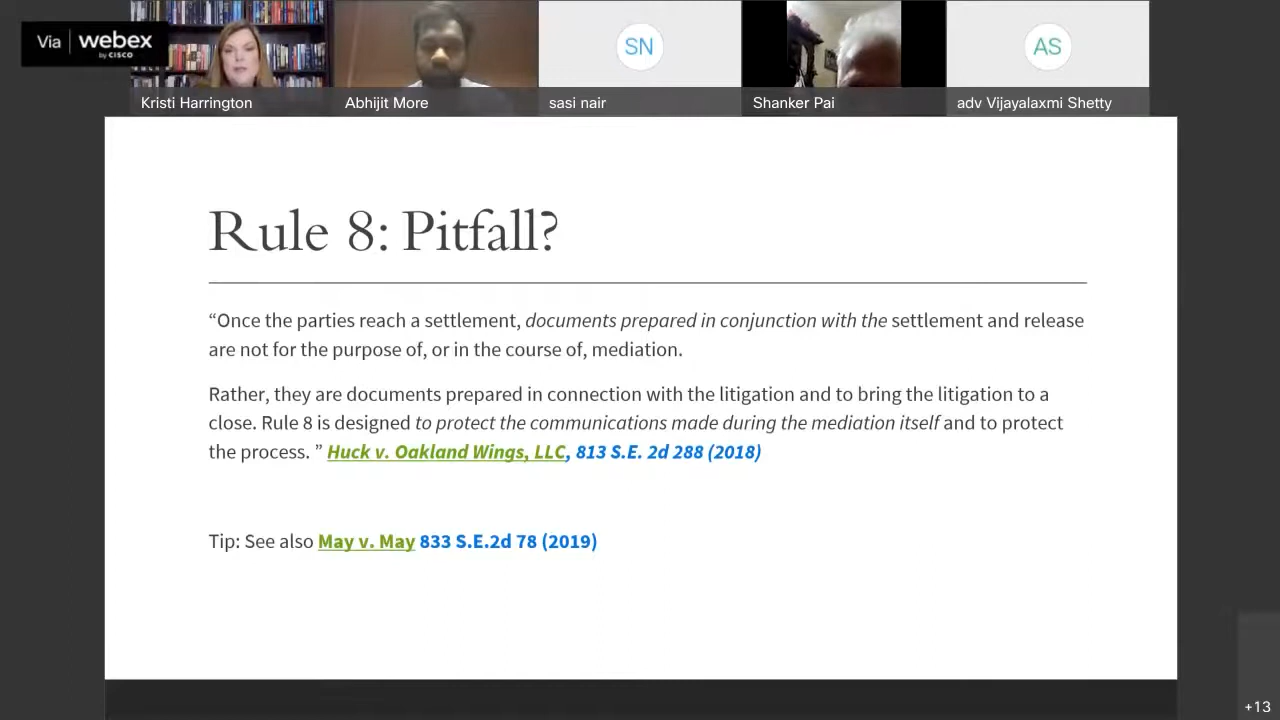 Via webex
by CISCO
SN
AS
Kristi Harrington
Abhijit More
sasi nair
Shanker Pai
adv Vijayalaxmi Shetty
Rule 8: Pitfall?
“Once the parties reach a settlement, documents prepared in conjunction with the settlement and release
are not for the purpose of, or in the course of, mediation.
Rather, they are documents prepared in connection with the litigation and to bring the litigation to a
close. Rule 8 is designed to protect the communications made during the mediation itself and to protect
the process. ” Huck v. Oakland Wings, LLC, 813 S.E. 2d 288 (2018)
Tip: See also May v. May 833 S.E.2d 78 (2019)
+13